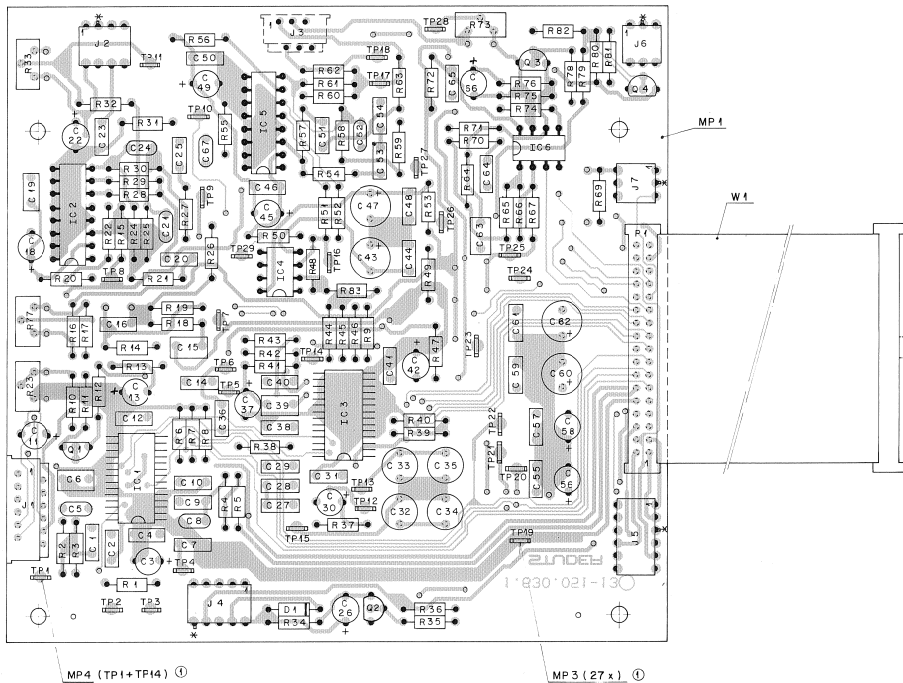 R56
J3
TP28
R73
R82
J2
R33
TP11
C50
TP18
J6
R80
R81
R62
R61
R60
TP17
R63
R72
C65
C56
Q3
R76
R75
R74
R78
R79
Q4
C49
R32
TP10
IC5
C54
C22
C23
R31
R55
R57
C51
R58
C52
R59
R71
R70
IC6
MP1
C24
C25
C67
C53
TP27
C19
R30
R29
R28
R54
R64
C64
J7
W1
IC2
R27
TP9
C46
R69
C45
R51
R52
C47
C48
R53
TP26
R65
R66
R67
C21
R22
R15
R24
R25
R50
C63
P1
C18
C20
R26
TP29
IC4
R48
TP16
C43
C44
R49
TP25
R20
TP8
R21
R83
TP24
R77
R16
R17
C16
R19
R18
TP7
R44
R45
R46
R9
C61
C62
R14
C15
R43
R42
R41
TP14
C41
C42
R47
TP23
TP6
R23
R13
C14
TP5
C40
C59
C60
R10
R11
R12
C13
C37
C39
IC3
C11
C12
C36
C38
R40
R39
TP22
C57
C58
Q1
R6
R7
R8
R38
TP21
J1
C6
IC1
C29
C33
C35
C10
C28
C31
TP13
TP20
C55
C56
C5
C9
R4
R5
C27
C30
TP12
C32
C34
C8
R37
R2
R3
C1
C2
C4
C7
TP15
TP19
J5
C3
TP4
STUDER
TP1
R1
1.830.051-13
J4
D1
C26
Q2
R36
TP2
TP3
R34
R35
MP4 (TP1+TP14) ①
MP3 (27x) ①